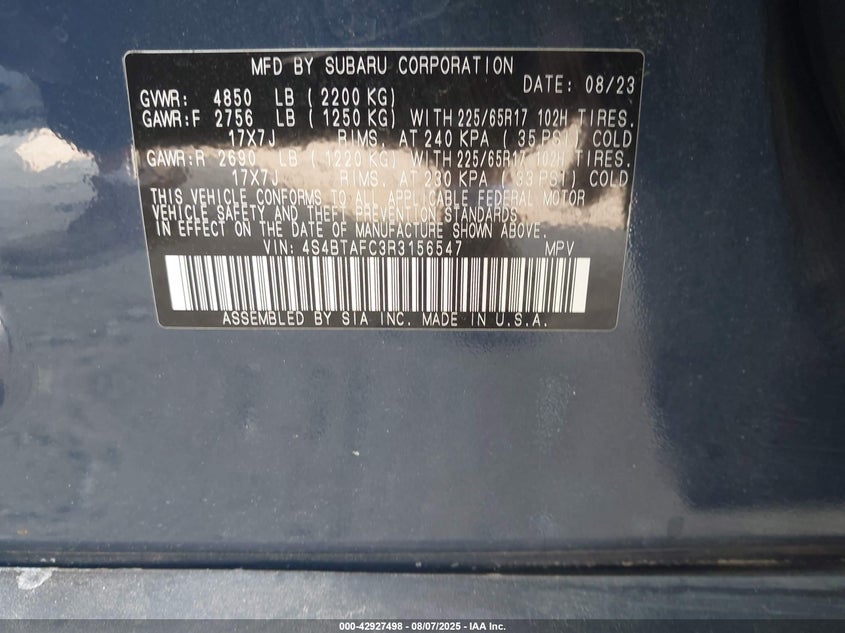 MFD BY SUBARU CORPORATION
DATE: 08/23
GVWR: 4850 LB ( 2200 KG)
GAWR:F 2756 LB ( 1250 KG) WITH 225/65R17 102H TIRES.
17X7J RIMS. AT 240 KPA ( 35 PSI ) COLD
GAWR:R 2690 LB ( 1220 KG) WITH 225/65R17 102H TIRES.
17X7J RIMS. AT 230 KPA ( 33 PSI ) COLD
THIS VEHICLE CONFORMS TO ALL APPLICABLE FEDERAL MOTOR
VEHICLE SAFETY AND THEFT PREVENTION STANDARDS
IN EFFECT ON THE DATE OF MANUFACTURE SHOWN ABOVE.
VIN: 4S4BTAFC3R3156547 MPV
ASSEMBLED BY SIA INC. MADE IN U.S.A.
000-42927498 - 08/07/2025 - IAA Inc.